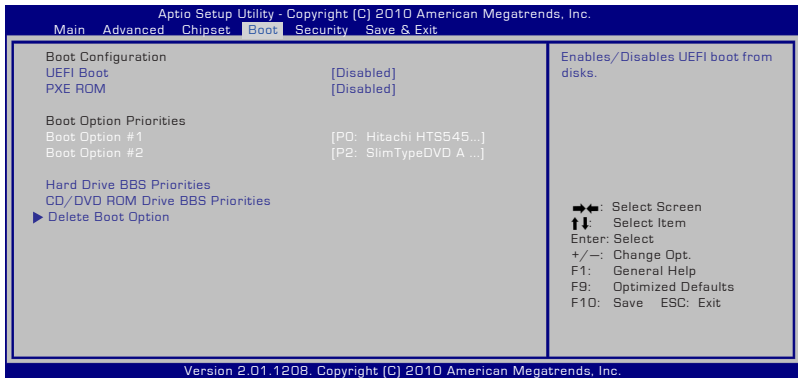 Aptio Setup Utility - Copyright (C) 2010 American Megatrends, Inc.
Main Advanced Chipset Boot Security Save & Exit
Boot Configuration
UEFI Boot [Disabled]
PXE ROM [Disabled]
Boot Option Priorities
Boot Option #1 [P0: Hitachi HTS545...]
Boot Option #2 [P2: SlimTypeDVD A ...]
Hard Drive BBS Priorities
CD/DVD ROM Drive BBS Priorities
Delete Boot Option
Enables/Disables UEFI boot from
disks.
→←: Select Screen
↑↓: Select Item
Enter: Select
+/—: Change Opt.
F1: General Help
F9: Optimized Defaults
F10: Save ESC: Exit
Version 2.01.1208. Copyright (C) 2010 American Megatrends, Inc.